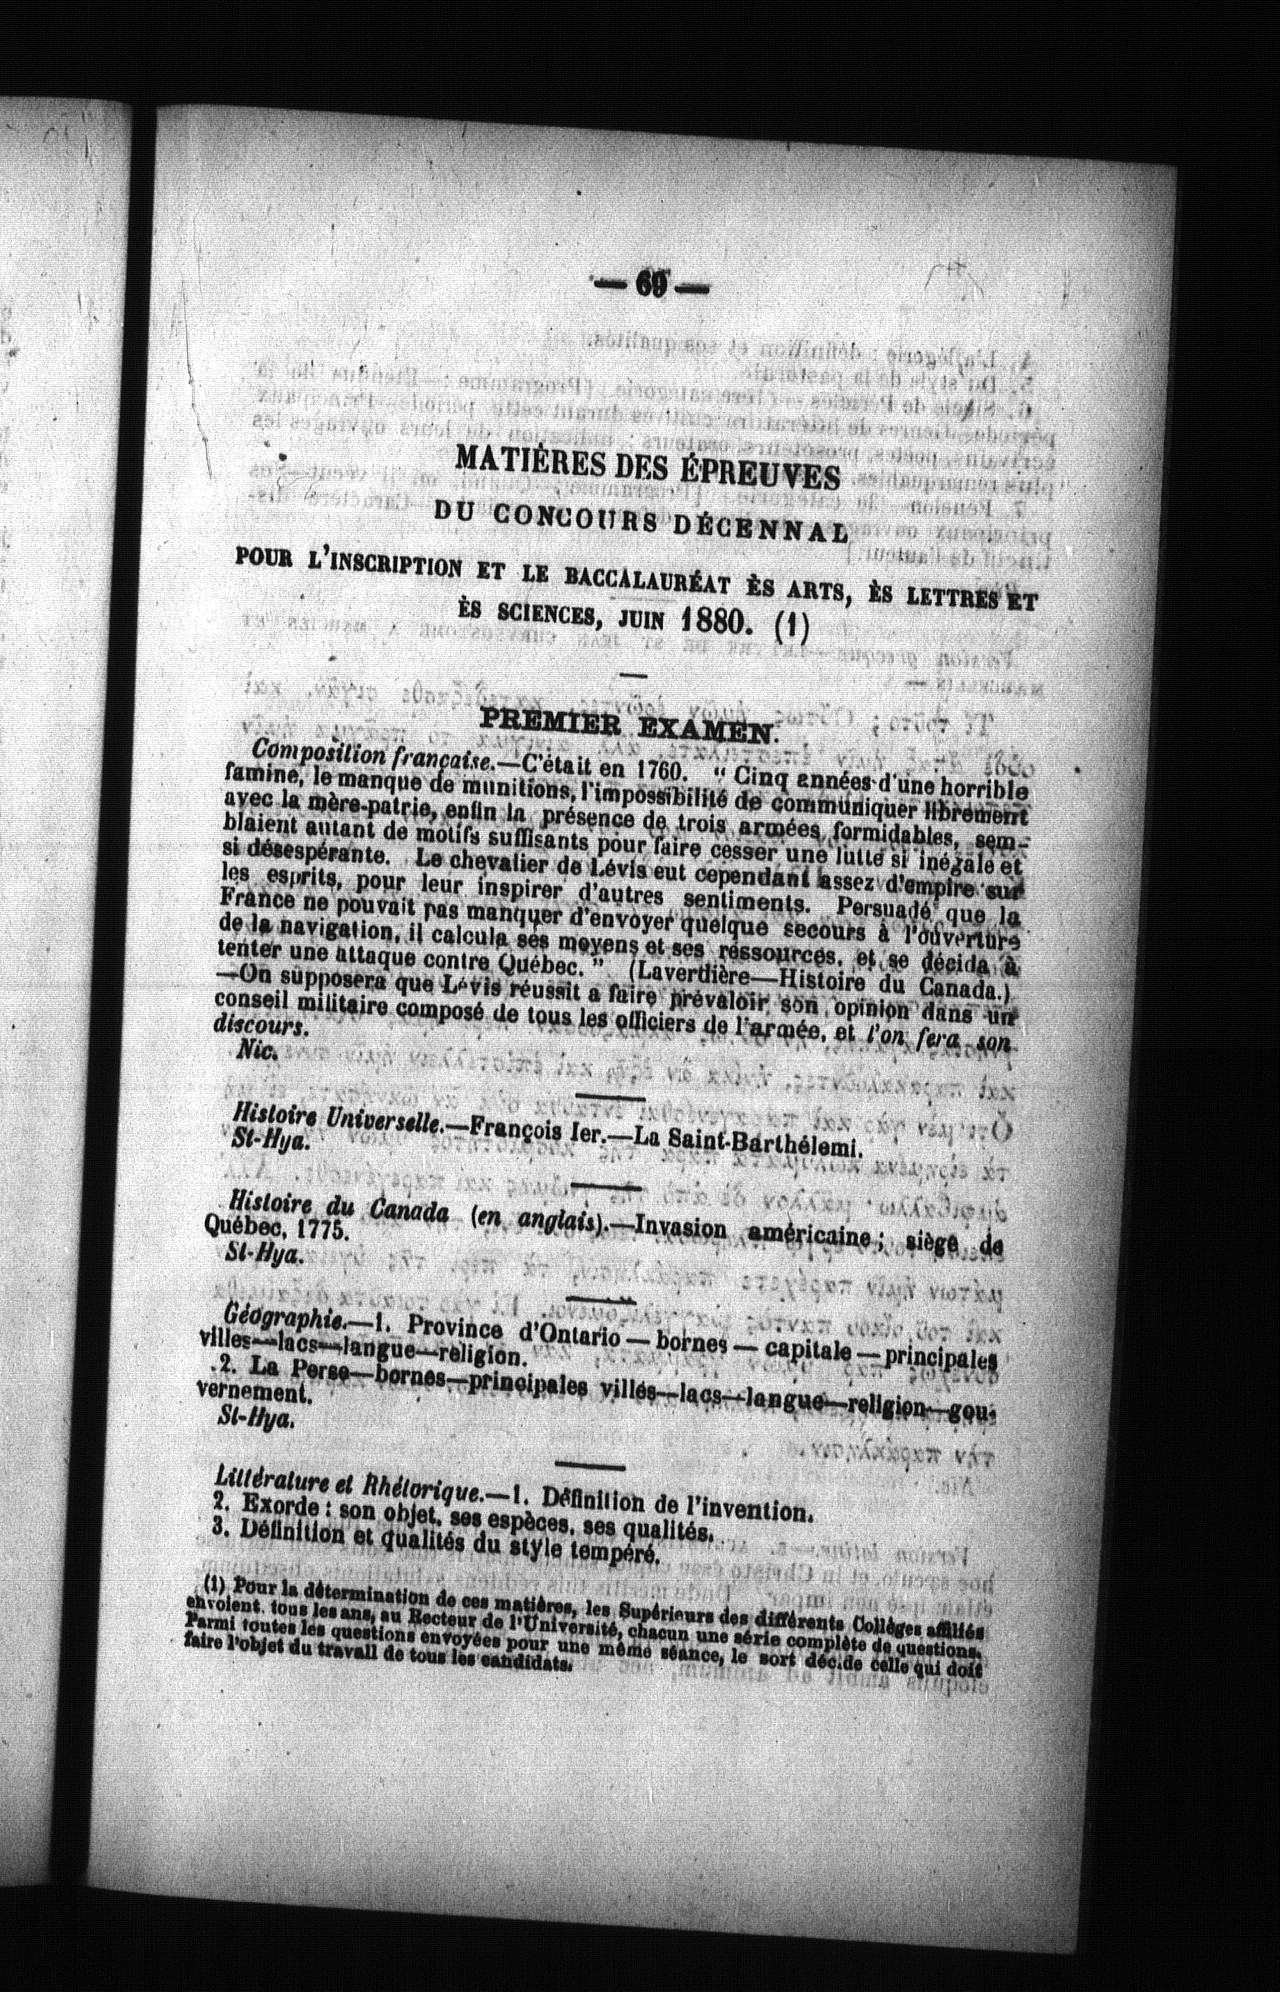 — 69 —
MATIÈRES DES ÉPREUVES
DU CONCOURS DÉCENNAL
POUR L'INSCRIPTION ET LE BACCALAURÉAT ÈS ARTS, ÈS LETTRES ET
ÈS SCIENCES, JUIN 1880. (1)
PREMIER EXAMEN.
Composition française.—C'était en 1760. “ Cinq années d'une horrible
famine, le manque de munitions, l'impossibilité de communiquer librement
avec la mère-patrie, enfin la présence de trois armées formidables, sem-
blaient autant de motifs suffisants pour faire cesser une lutte si inégale et
si désespérante. Le chevalier de Lévis eut cependant assez d'empire sur
les esprits, pour leur inspirer d'autres sentiments. Persuadé que la
France ne pouvait pas manquer d'envoyer quelque secours à l'ouverture
de la navigation, il calcula ses moyens et ses ressources, et se décida à
tenter une attaque contre Québec. ” (Laverdière—Histoire du Canada.)
—On supposera que Lévis réussit a faire prévaloir son opinion dans un
conseil militaire composé de tous les officiers de l'armée, et l'on fera son
discours.
Nic.
Histoire Universelle.—François Ier.—La Saint-Barthélemi.
St-Hya.
Histoire du Canada (en anglais).—Invasion américaine ; siège de
Québec, 1775.
St-Hya.
Géographie.—1. Province d'Ontario — bornes — capitale — principales
villes—lacs—langue—religion.
2. La Perse—bornes—principales villes—lacs—langue—religion—gou-
vernement.
St-Hya.
Littérature et Rhétorique.—1. Définition de l'invention.
2. Exorde : son objet, ses espèces, ses qualités.
3. Définition et qualités du style tempéré.
(1) Pour la détermination de ces matières, les Supérieurs des différents Collèges affiliés
envoient, tous les ans, au Recteur de l'Université, chacun une série complète de questions.
Parmi toutes les questions envoyées pour une même séance, le sort décide celle qui doit
faire l'objet du travail de tous les candidats.